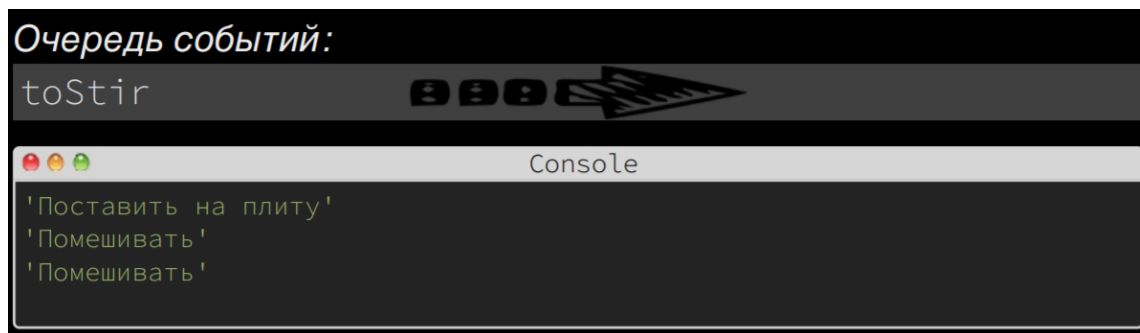 Очередь событий:
toStir
Console
'Поставить на плиту'
'Помешивать'
'Помешивать'